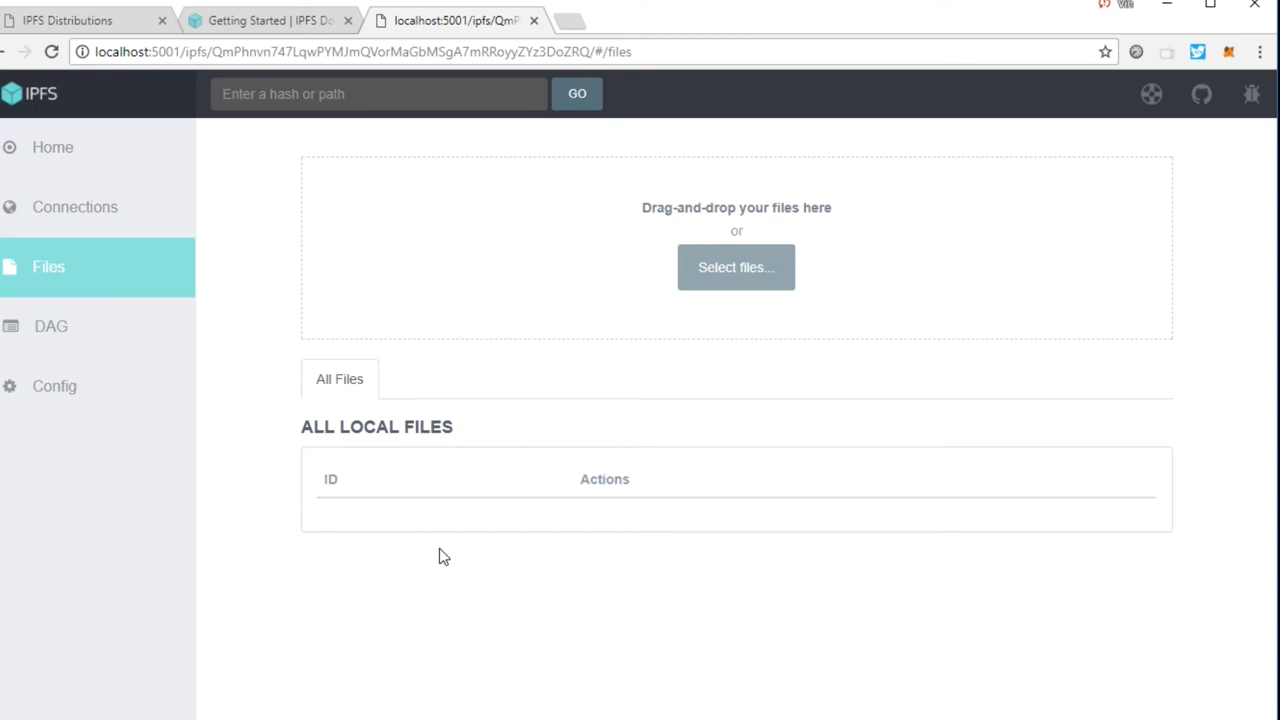 IPFS Distributions
Getting Started | IPFS Do
localhost:5001/ipfs/QmP
Vin
localhost:5001/ipfs/QmPhnvn747LqwPYMJmQVorMaGbMSgA7mRRoyyZYz3DoZRQ/#/files
IPFS
Enter a hash or path
GO
Home
Connections
Files
DAG
Config
Drag-and-drop your files here
or
Select files...
All Files
ALL LOCAL FILES
ID Actions